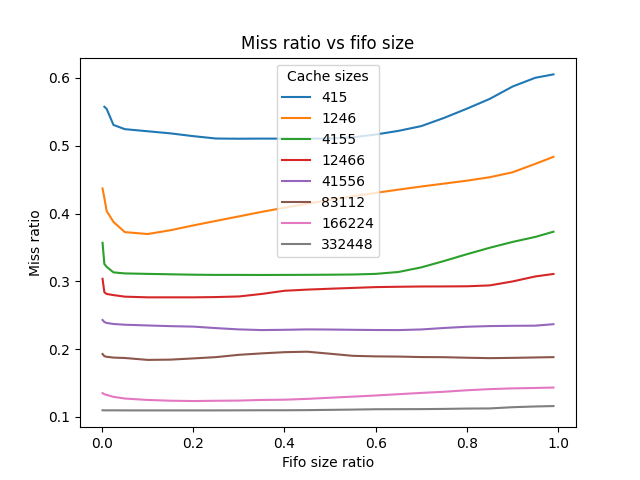 Miss ratio vs fifo size
Cache sizes
415
1246
4155
12466
41556
83112
166224
332448
0.6
0.5
0.4
0.3
0.2
0.1
Miss ratio
0.0 0.2 0.4 0.6 0.8 1.0
Fifo size ratio